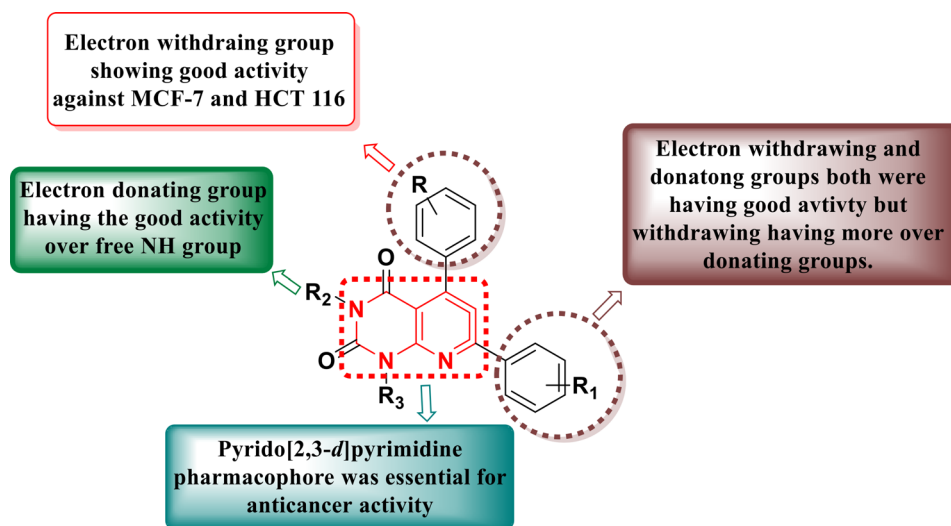 Electron withdraing group
showing good activity
against MCF-7 and HCT 116
Electron withdrawing and
donatong groups both were
having good avtivty but
withdrawing having more over
donating groups.
Electron donating group
having the good activity
over free NH group
R
O
R2
N
O
N
N
R3
R1
Pyrido[2,3-d]pyrimidine
pharmacophore was essential for
anticancer activity